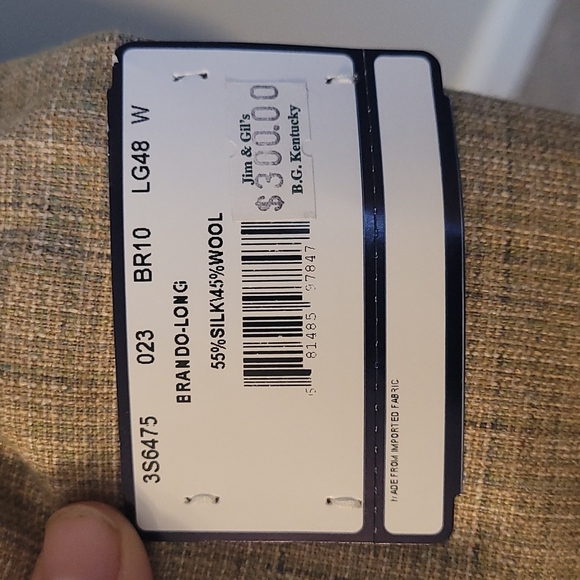 3S6475 023 BR10 LG48 W
BRANDO-LONG
55%SILK\45%WOOL
Jim & Gil's
$300.00
B.G. Kentucky
5 81485 97847
MADE FROM IMPORTED FABRIC